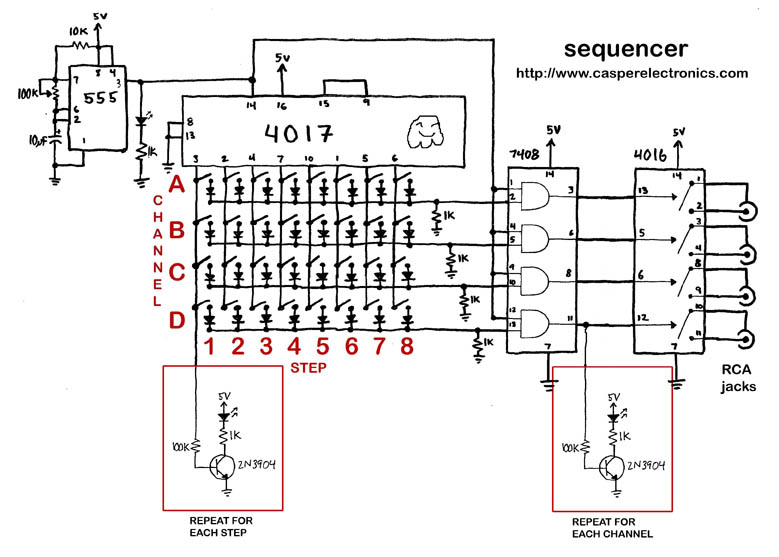 sequencer
http://www.casperelectronics.com
5V
10K
8 4
7 3
555
100K
6
2
10µF
1
1K
5V
14 16 15 9
8
13
4017
3 2 4 7 10 1 5 6
CHANNEL
A
B
C
D
1K
1K
1K
1K
1 2 3 4 5 6 7 8
STEP
5V
7408
14
1
2
3
4
5
6
9
10
8
12
13
11
7
5V
4016
14
13
1
2
5
3
4
6
8
9
12
10
11
7
RCA
jacks
5V
1K
100K
2N3904
REPEAT FOR
EACH STEP
5V
1K
100K
2N3904
REPEAT FOR
EACH CHANNEL